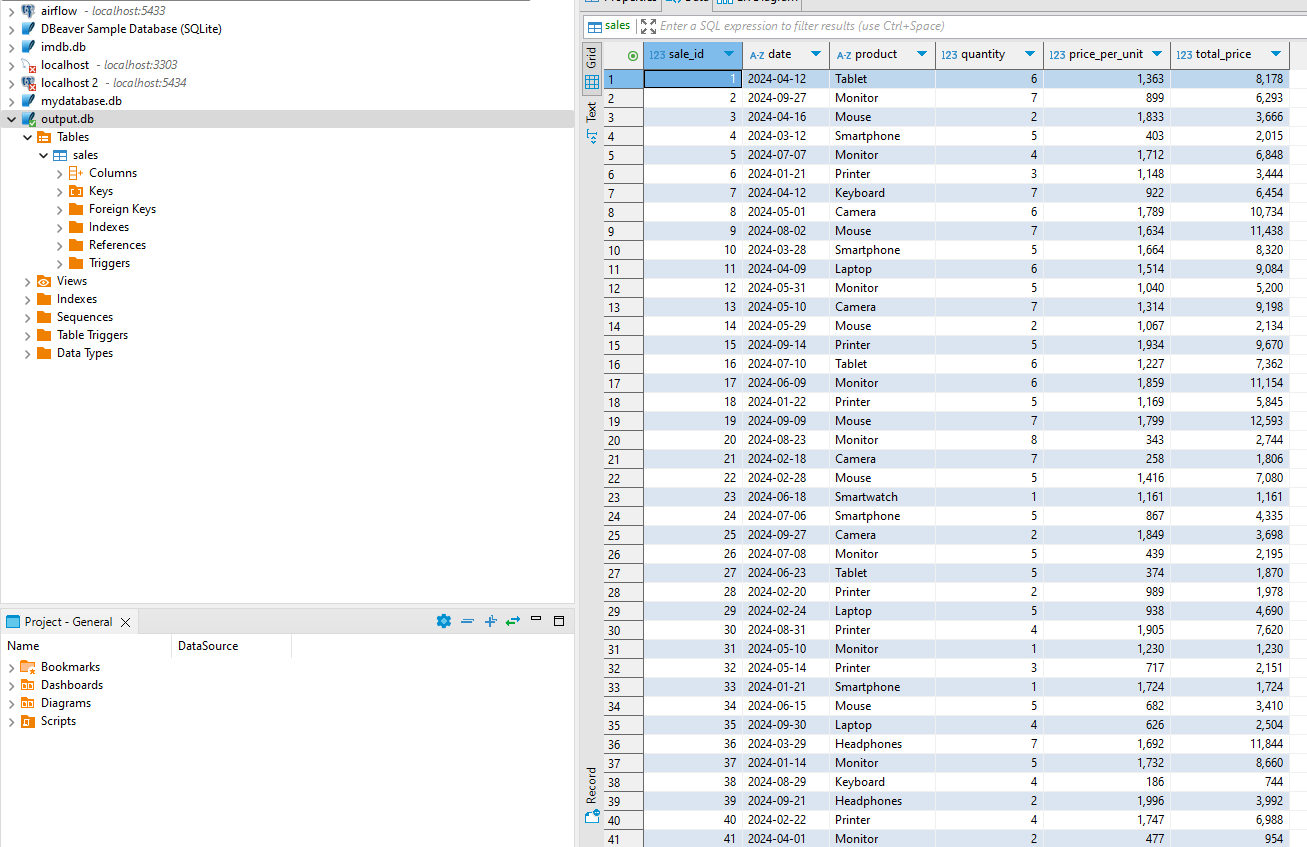 airflow - localhost:5433
DBeaver Sample Database (SQLite)
imdb.db
localhost - localhost:3303
localhost 2 - localhost:5434
mydatabase.db
output.db
Tables
sales
Columns
Keys
Foreign Keys
Indexes
References
Triggers
Views
Indexes
Sequences
Table Triggers
Data Types
Project - General
Name DataSource
Bookmarks
Dashboards
Diagrams
Scripts
sales Enter a SQL expression to filter results (use Ctrl+Space)
Grid
Text
Record
123 sale_id A-Z date A-Z product 123 quantity 123 price_per_unit 123 total_price
1 1 2024-04-12 Tablet 6 1,363 8,178
2 2 2024-09-27 Monitor 7 899 6,293
3 3 2024-04-16 Mouse 2 1,833 3,666
4 4 2024-03-12 Smartphone 5 403 2,015
5 5 2024-07-07 Monitor 4 1,712 6,848
6 6 2024-01-21 Printer 3 1,148 3,444
7 7 2024-04-12 Keyboard 7 922 6,454
8 8 2024-05-01 Camera 6 1,789 10,734
9 9 2024-08-02 Mouse 7 1,634 11,438
10 10 2024-03-28 Smartphone 5 1,664 8,320
11 11 2024-04-09 Laptop 6 1,514 9,084
12 12 2024-05-31 Monitor 5 1,040 5,200
13 13 2024-05-10 Camera 7 1,314 9,198
14 14 2024-05-29 Mouse 2 1,067 2,134
15 15 2024-09-14 Printer 5 1,934 9,670
16 16 2024-07-10 Tablet 6 1,227 7,362
17 17 2024-06-09 Monitor 6 1,859 11,154
18 18 2024-01-22 Printer 5 1,169 5,845
19 19 2024-09-09 Mouse 7 1,799 12,593
20 20 2024-08-23 Monitor 8 343 2,744
21 21 2024-02-18 Camera 7 258 1,806
22 22 2024-02-28 Mouse 5 1,416 7,080
23 23 2024-06-18 Smartwatch 1 1,161 1,161
24 24 2024-07-06 Smartphone 5 867 4,335
25 25 2024-09-27 Camera 2 1,849 3,698
26 26 2024-07-08 Monitor 5 439 2,195
27 27 2024-06-23 Tablet 5 374 1,870
28 28 2024-02-20 Printer 2 989 1,978
29 29 2024-02-24 Laptop 5 938 4,690
30 30 2024-08-31 Printer 4 1,905 7,620
31 31 2024-05-10 Monitor 1 1,230 1,230
32 32 2024-05-14 Printer 3 717 2,151
33 33 2024-01-21 Smartphone 1 1,724 1,724
34 34 2024-06-15 Mouse 5 682 3,410
35 35 2024-09-30 Laptop 4 626 2,504
36 36 2024-03-29 Headphones 7 1,692 11,844
37 37 2024-01-14 Monitor 5 1,732 8,660
38 38 2024-08-29 Keyboard 4 186 744
39 39 2024-09-21 Headphones 2 1,996 3,992
40 40 2024-02-22 Printer 4 1,747 6,988
41 41 2024-04-01 Monitor 2 477 954